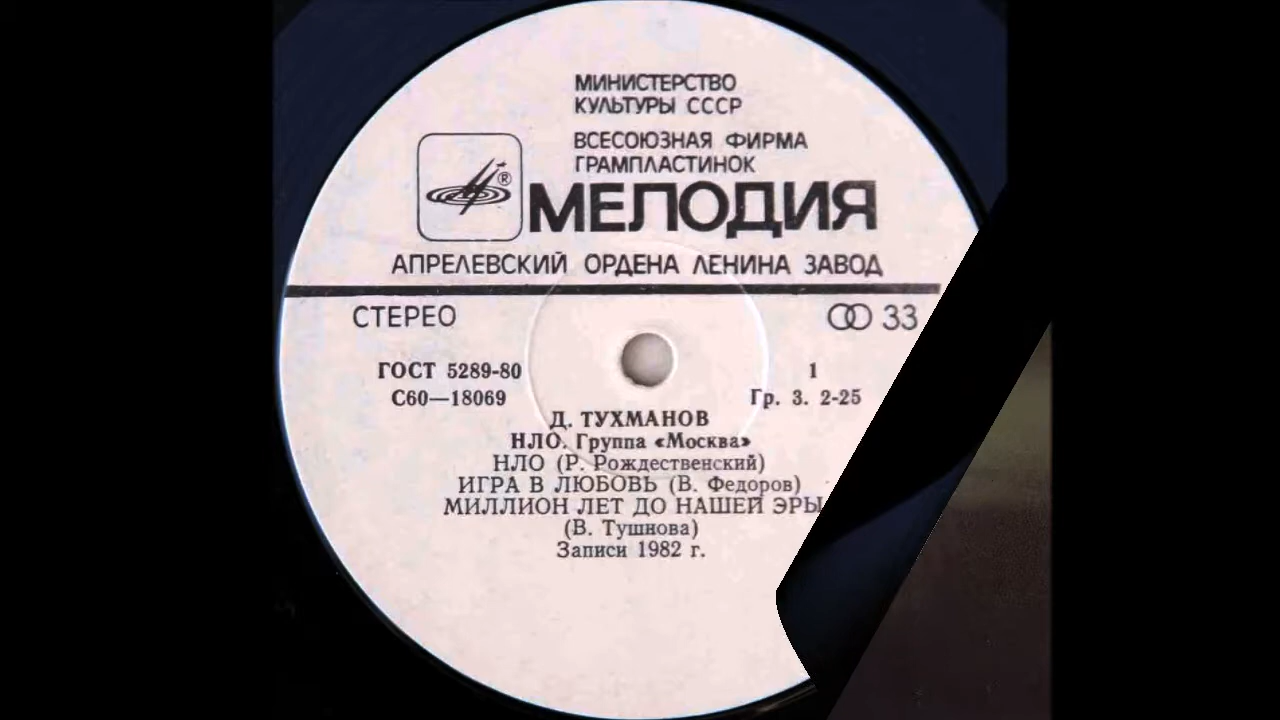 МИНИСТЕРСТВО
КУЛЬТУРЫ СССР
ВСЕСОЮЗНАЯ ФИРМА
ГРАМПЛАСТИНОК
®
МЕЛОДИЯ
АПРЕЛЕВСКИЙ ОРДЕНА ЛЕНИНА ЗАВОД
СТЕРЕО 33
ГОСТ 5289-80 1
С60—18069 Гр. 3. 2-25
Д. ТУХМАНОВ
НЛО. Группа «Москва»
НЛО (Р. Рождественский)
ИГРА В ЛЮБОВЬ (В. Федоров)
МИЛЛИОН ЛЕТ ДО НАШЕЙ ЭРЫ
(В. Тушнова)
Записи 1982 г.